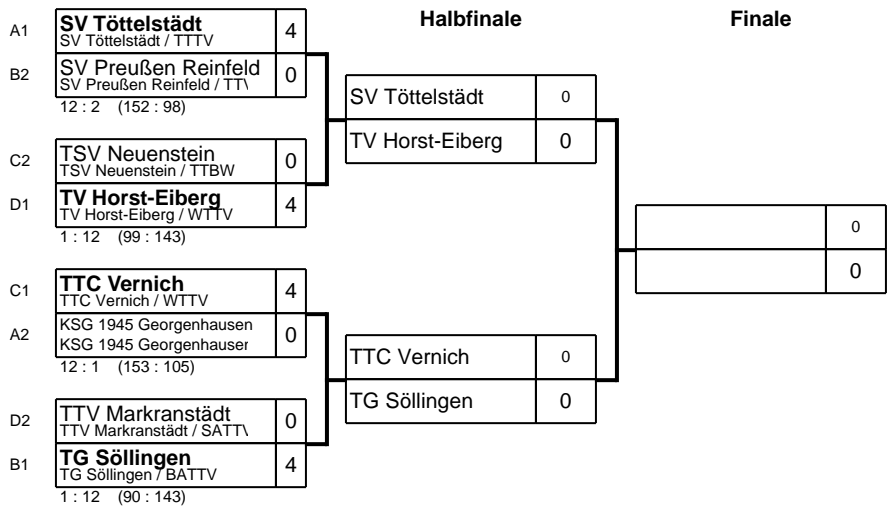 Halbfinale
Finale
A1
SV Töttelstädt
4
SV Töttelstädt / TTTV
B2
SV Preußen Reinfeld
0
SV Preußen Reinfeld / TT\
12 : 2 (152 : 98)
C2
TSV Neuenstein
0
TSV Neuenstein / TTBW
D1
TV Horst-Eiberg
4
TV Horst-Eiberg / WTTV
1 : 12 (99 : 143)
C1
TTC Vernich
4
TTC Vernich / WTTV
A2
KSG 1945 Georgenhausen
0
KSG 1945 Georgenhauser
12 : 1 (153 : 105)
D2
TTV Markranstädt
0
TTV Markranstädt / SATT\
B1
TG Söllingen
4
TG Söllingen / BATTV
1 : 12 (90 : 143)
SV Töttelstädt 0
TV Horst-Eiberg 0
TTC Vernich 0
TG Söllingen 0
0
0